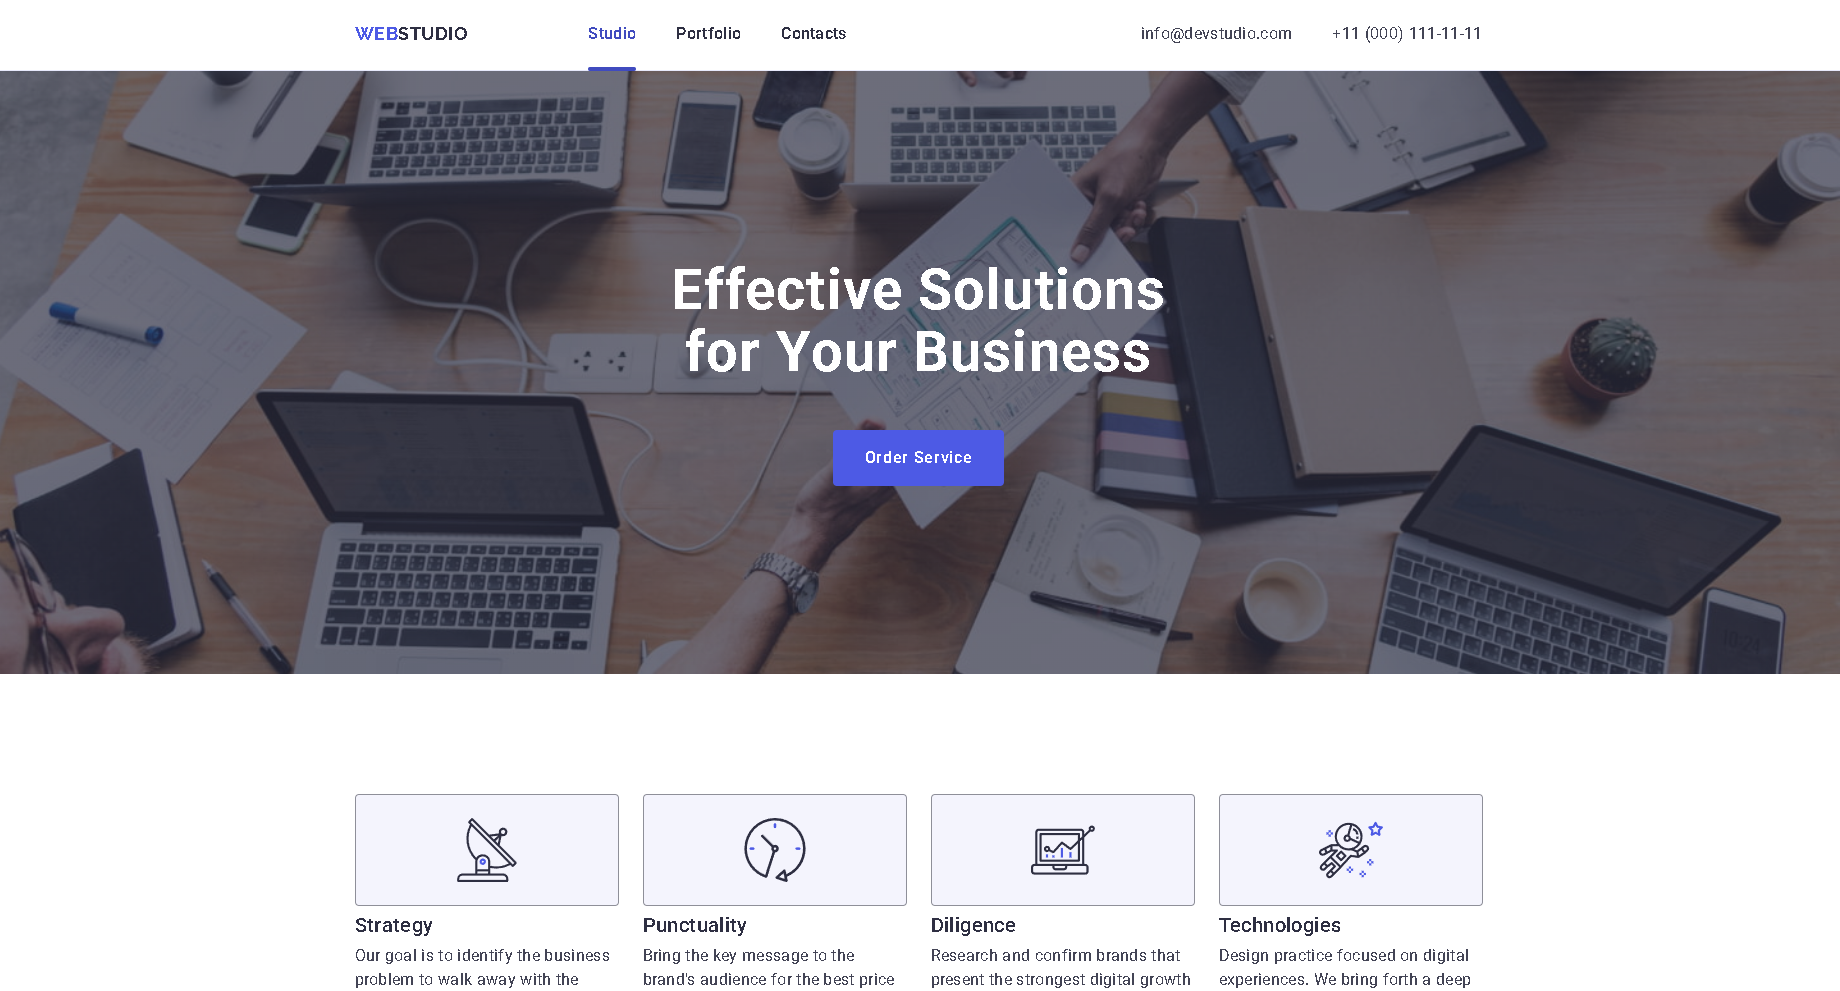 WEBSTUDIO
Studio
Portfolio
Contacts
info@devstudio.com
+11 (000) 111-11-11
Effective Solutions
for Your Business
Order Service
10:21
Strategy
Our goal is to identify the business
problem to walk away with the
Punctuality
Bring the key message to the
brand's audience for the best price
Diligence
Research and confirm brands that
present the strongest digital growth
Technologies
Design practice focused on digital
experiences. We bring forth a deep